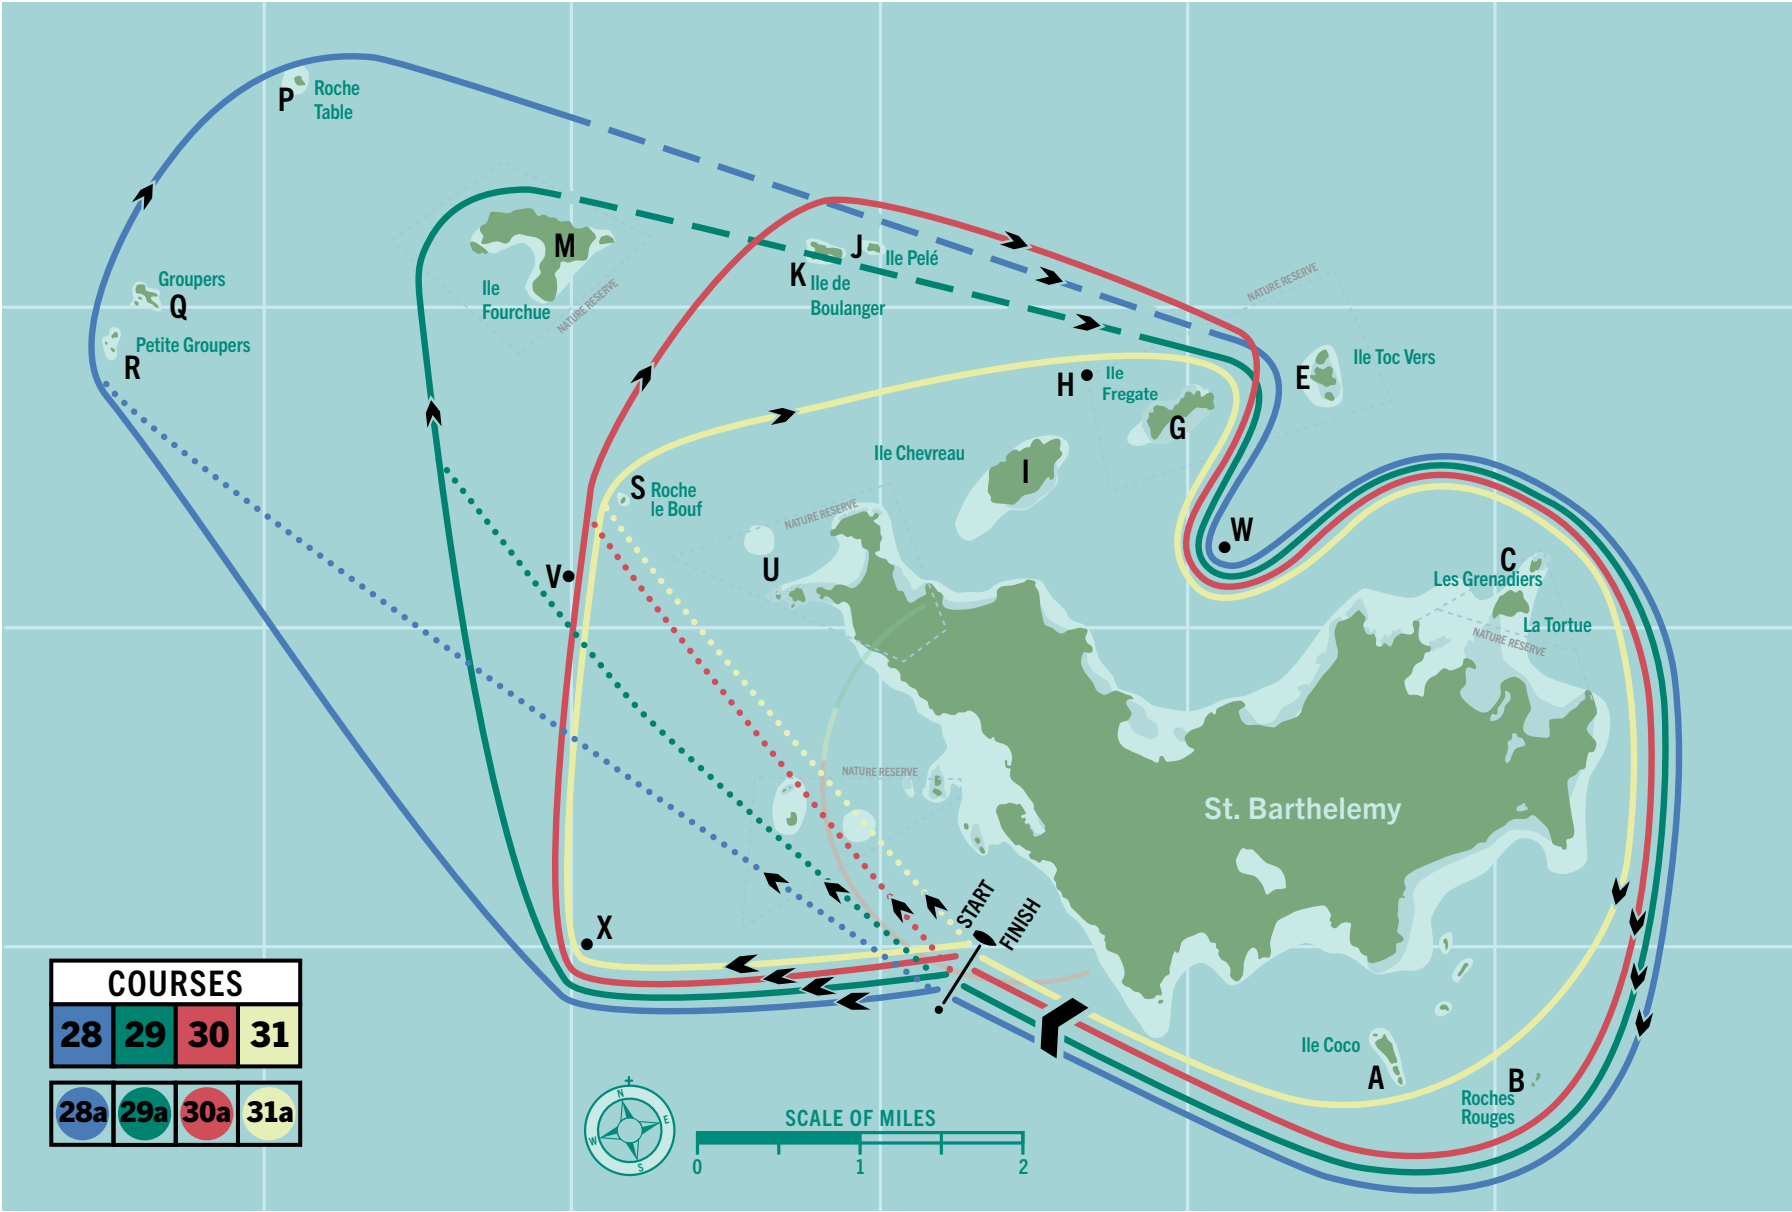 P
Roche
Table
Groupers
Q
Petite Groupers
R
M
Ile
Fourchue
NATURE RESERVE
J
Ile Pelé
K
Ile de
Boulanger
NATURE RESERVE
E
Ile Toc Vers
H
Ile
Fregate
G
Ile Chevreau
I
S
Roche
le Bouf
NATURE RESERVE
U
V
W
C
Les Grenadiers
La Tortue
NATURE RESERVE
NATURE RESERVE
St. Barthelemy
X
START
FINISH
Ile Coco
A
B
Roches
Rouges
COURSES
28 29 30 31
28a 29a 30a 31a
N
E
S
W
SCALE OF MILES
0 1 2